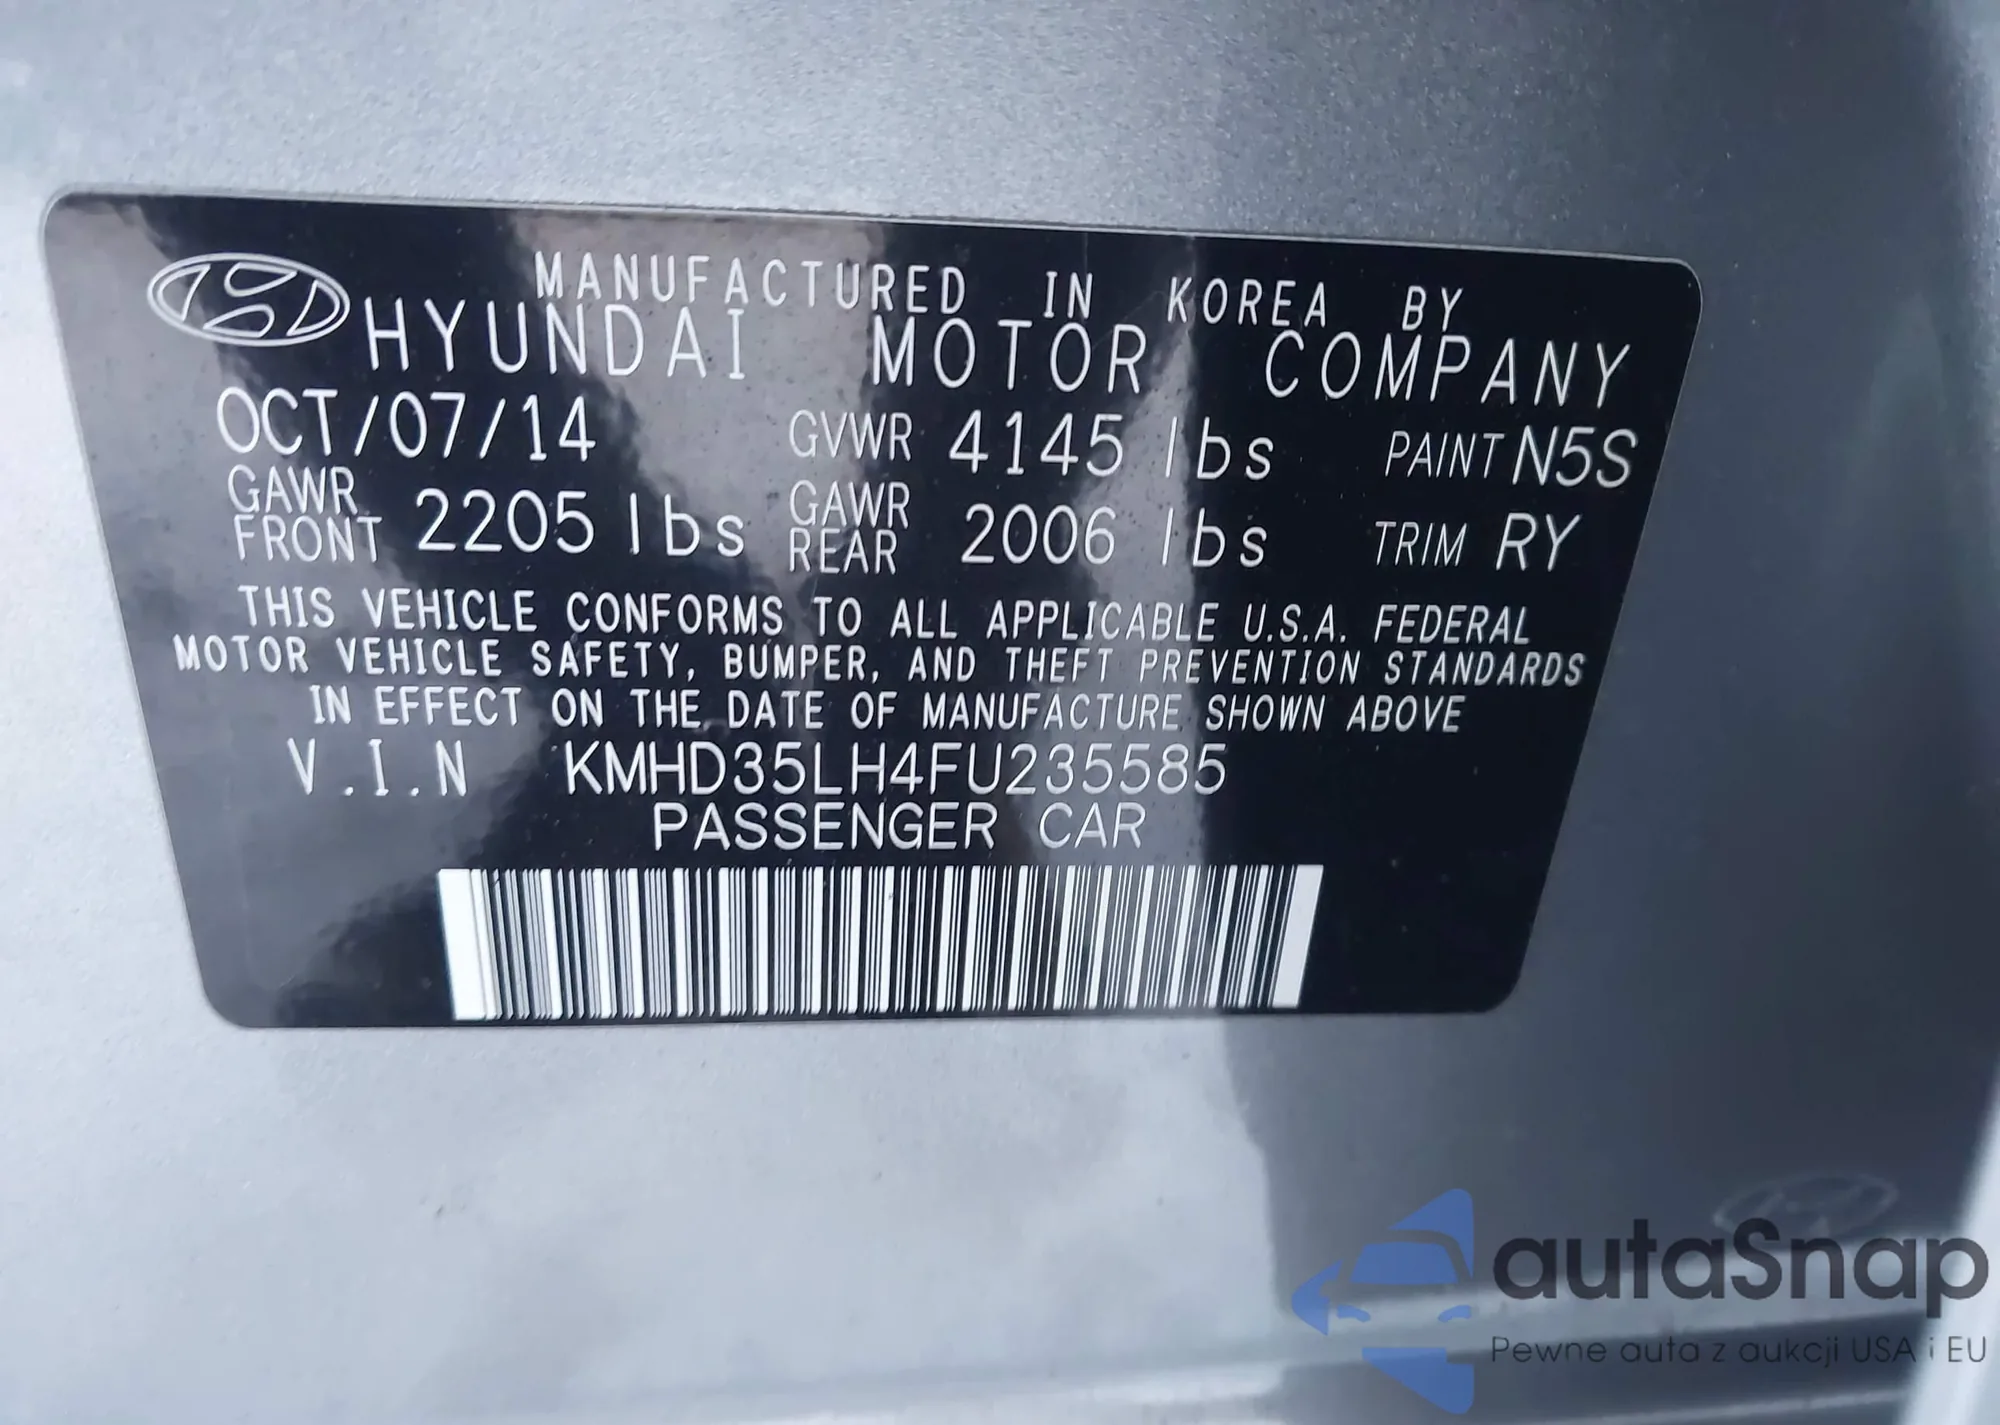 MANUFACTURED IN KOREA BY
HYUNDAI MOTOR COMPANY
OCT/07/14 GVWR 4145 lbs PAINT N5S
GAWR FRONT 2205 lbs GAWR REAR 2006 lbs TRIM RY
THIS VEHICLE CONFORMS TO ALL APPLICABLE U.S.A. FEDERAL
MOTOR VEHICLE SAFETY, BUMPER, AND THEFT PREVENTION STANDARDS
IN EFFECT ON THE DATE OF MANUFACTURE SHOWN ABOVE
V.I.N KMHD35LH4FU235585
PASSENGER CAR
autaSnap
Pewne auta z aukcji USA i EU